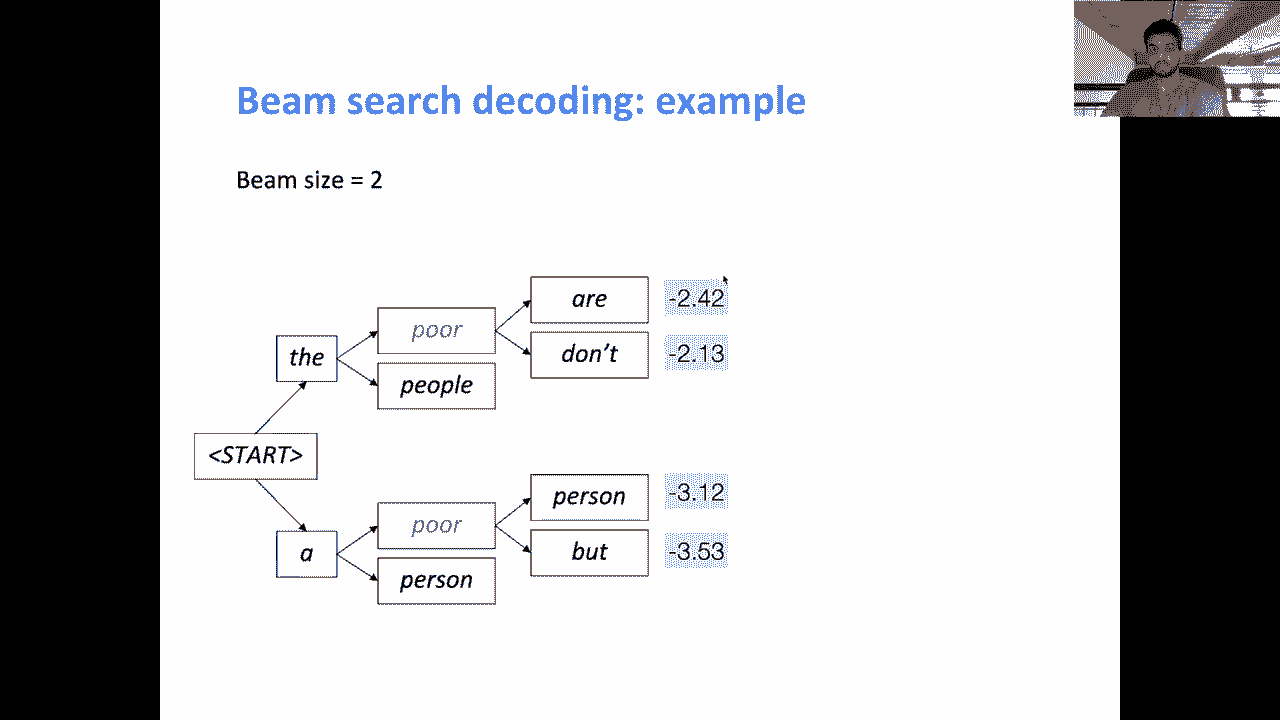 Beam search decoding: example
Beam size = 2
are
-2.42
poor
the
don't
-2.13
people
<START>
person
-3.12
poor
a
but
-3.53
person